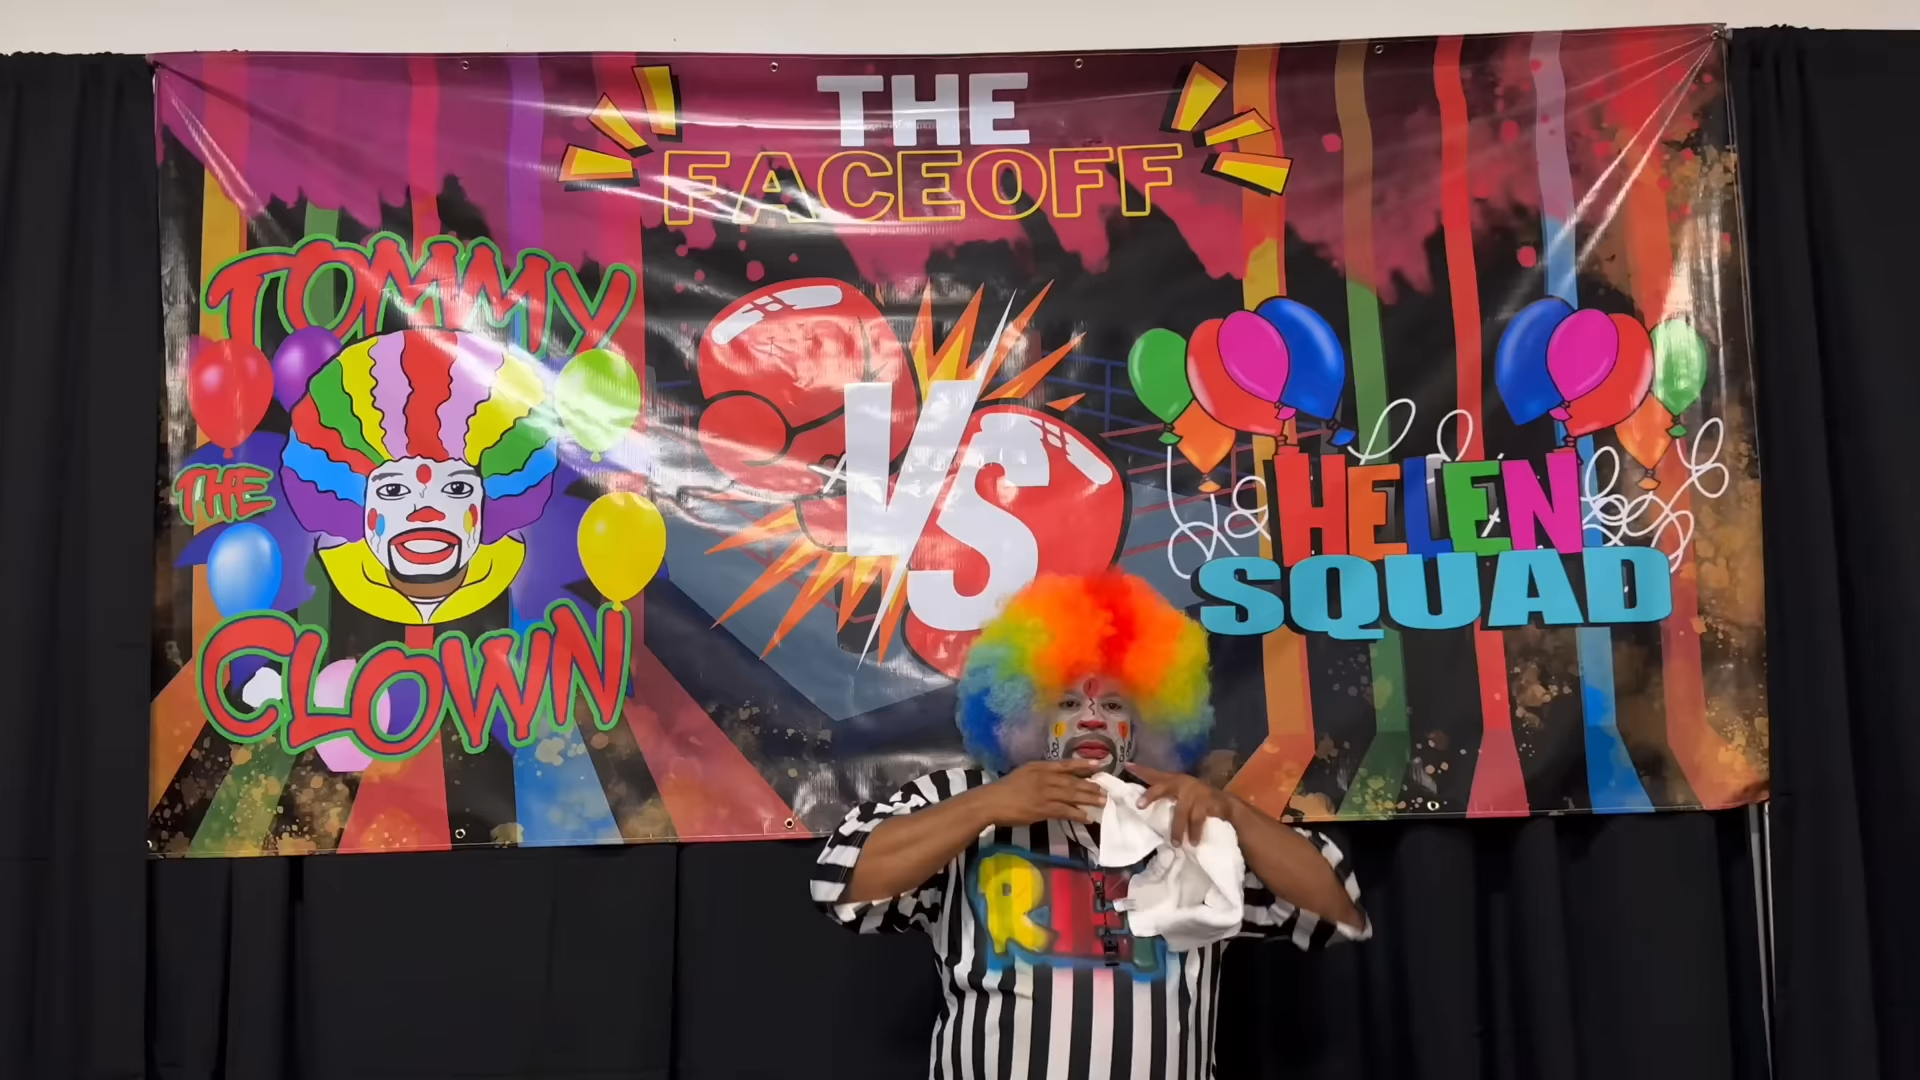 THE
FACEOFF
TOMMY
THE
CLOWN
VS
HELEN
SQUAD
REF